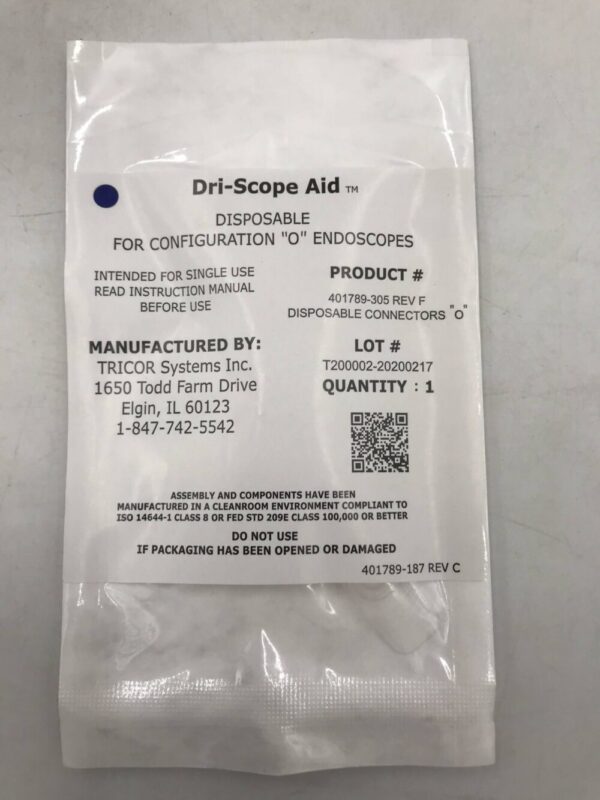 Dri-Scope Aid ™
DISPOSABLE
FOR CONFIGURATION "O" ENDOSCOPES
INTENDED FOR SINGLE USE
READ INSTRUCTION MANUAL
BEFORE USE
PRODUCT #
401789-305 REV F
DISPOSABLE CONNECTORS "O"
MANUFACTURED BY:
TRICOR Systems Inc.
1650 Todd Farm Drive
Elgin, IL 60123
1-847-742-5542
LOT #
T200002-20200217
QUANTITY : 1
ASSEMBLY AND COMPONENTS HAVE BEEN
MANUFACTURED IN A CLEANROOM ENVIRONMENT COMPLIANT TO
ISO 14644-1 CLASS 8 OR FED STD 209E CLASS 100,000 OR BETTER
DO NOT USE
IF PACKAGING HAS BEEN OPENED OR DAMAGED
401789-187 REV C